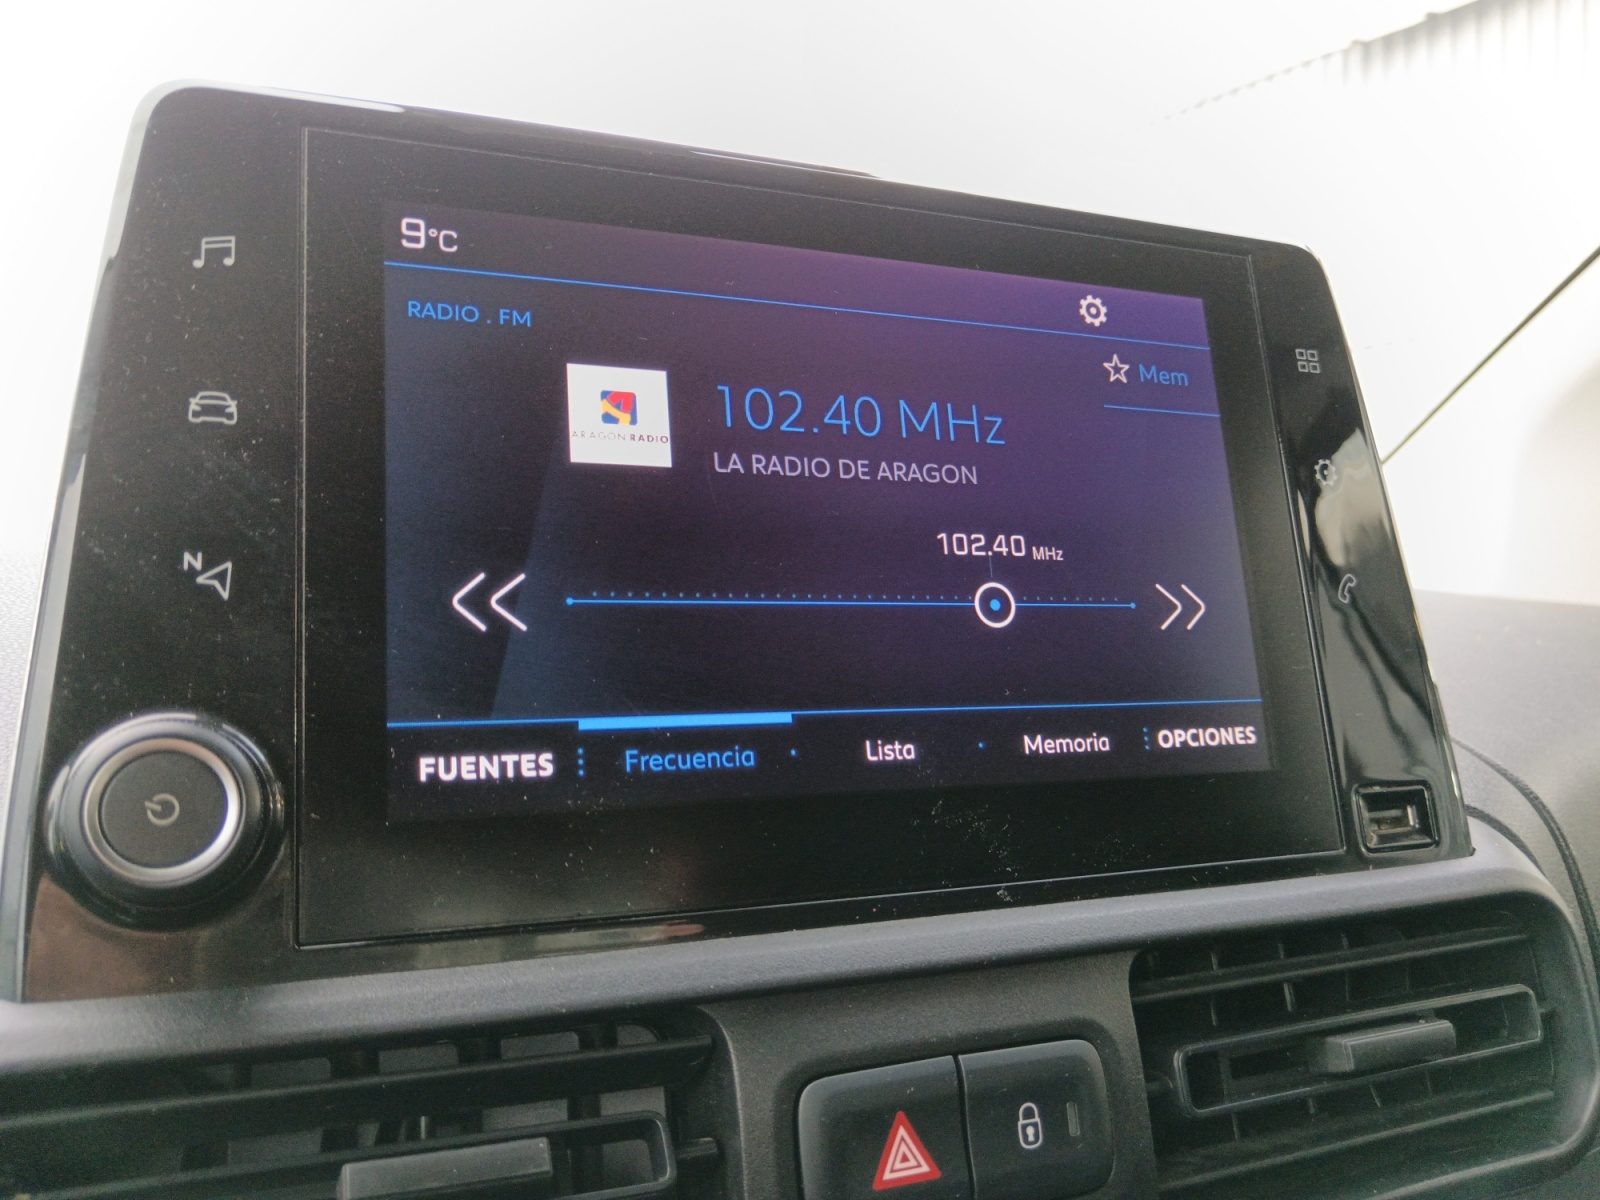 9°C
RADIO . FM
Mem
102.40 MHz
ARAGON RADIO
LA RADIO DE ARAGON
102.40 MHz
N
FUENTES
Frecuencia
Lista
Memoria
OPCIONES